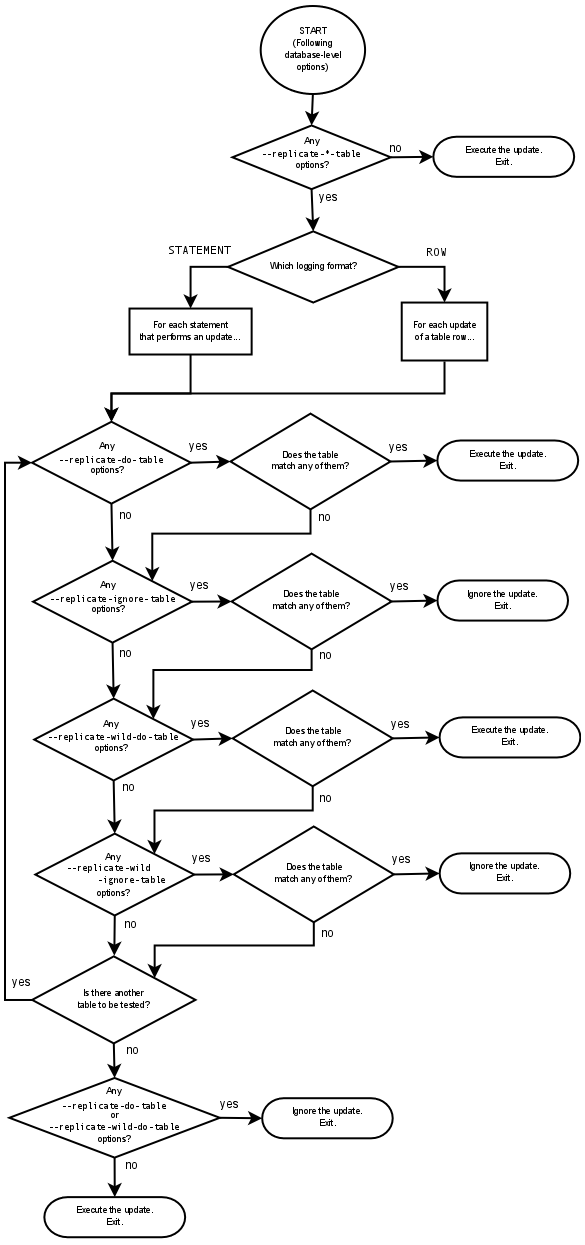 START
(Following
database-level
options)
Any
--replicate-*-table
options?
no
Execute the update.
Exit.
yes
Which logging format?
STATEMENT
ROW
For each statement
that performs an update...
For each update
of a table row...
Any
--replicate-do-table
options?
yes
Does the table
match any of them?
yes
Execute the update.
Exit.
no
no
Any
--replicate-ignore-table
options?
yes
Does the table
match any of them?
yes
Ignore the update.
Exit.
no
no
Any
--replicate-wild-do-table
options?
yes
Does the table
match any of them?
yes
Execute the update.
Exit.
no
no
Any
--replicate-wild
-ignore-table
options?
yes
Does the table
match any of them?
yes
Ignore the update.
Exit.
no
no
yes
Is there another
table to be tested?
no
Any
--replicate-do-table
or
--replicate-wild-do-table
options?
yes
Ignore the update.
Exit.
no
Execute the update.
Exit.